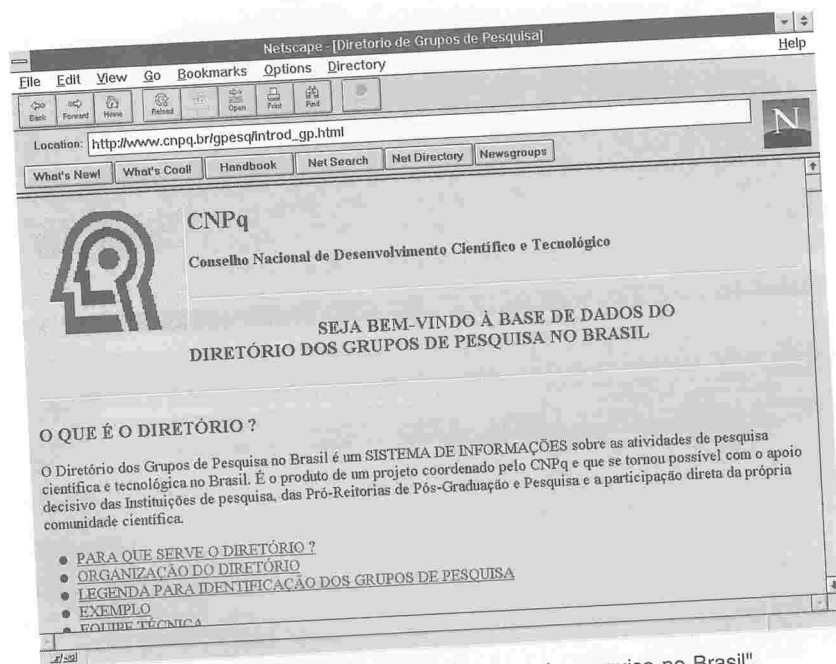 Netscape - [Diretorio de Grupos de Pesquisa]
File Edit View Go Bookmarks Options Directory Help
Back Forward Home Reload Open Print Find
Location: http://www.cnpq.br/gpesq/introd_gp.html
N
What's New! What's Cool! Handbook Net Search Net Directory Newsgroups
CNPq
Conselho Nacional de Desenvolvimento Científico e Tecnológico
SEJA BEM-VINDO À BASE DE DADOS DO
DIRETÓRIO DOS GRUPOS DE PESQUISA NO BRASIL
O QUE É O DIRETÓRIO ?
O Diretório dos Grupos de Pesquisa no Brasil é um SISTEMA DE INFORMAÇÕES sobre as atividades de pesquisa
científica e tecnológica no Brasil. É o produto de um projeto coordenado pelo CNPq e que se tornou possível com o apoio
decisivo das Instituições de pesquisa, das Pró-Reitorias de Pós-Graduação e Pesquisa e a participação direta da própria
comunidade científica.
PARA QUE SERVE O DIRETÓRIO ?
ORGANIZAÇÃO DO DIRETÓRIO
LEGENDA PARA IDENTIFICAÇÃO DOS GRUPOS DE PESQUISA
EXEMPLO
EQUIPE TÉCNICA
no Brasil"